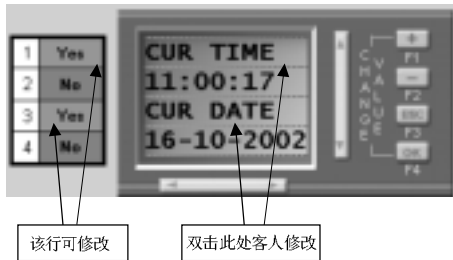 1 Yes
2 No
3 Yes
4 No
CUR TIME
11:00:17
CUR DATE
16-10-2002
CHANGE
VALUE
+
F1
-
F2
ESC
F3
OK
F4
该行可修改
双击此处客人修改